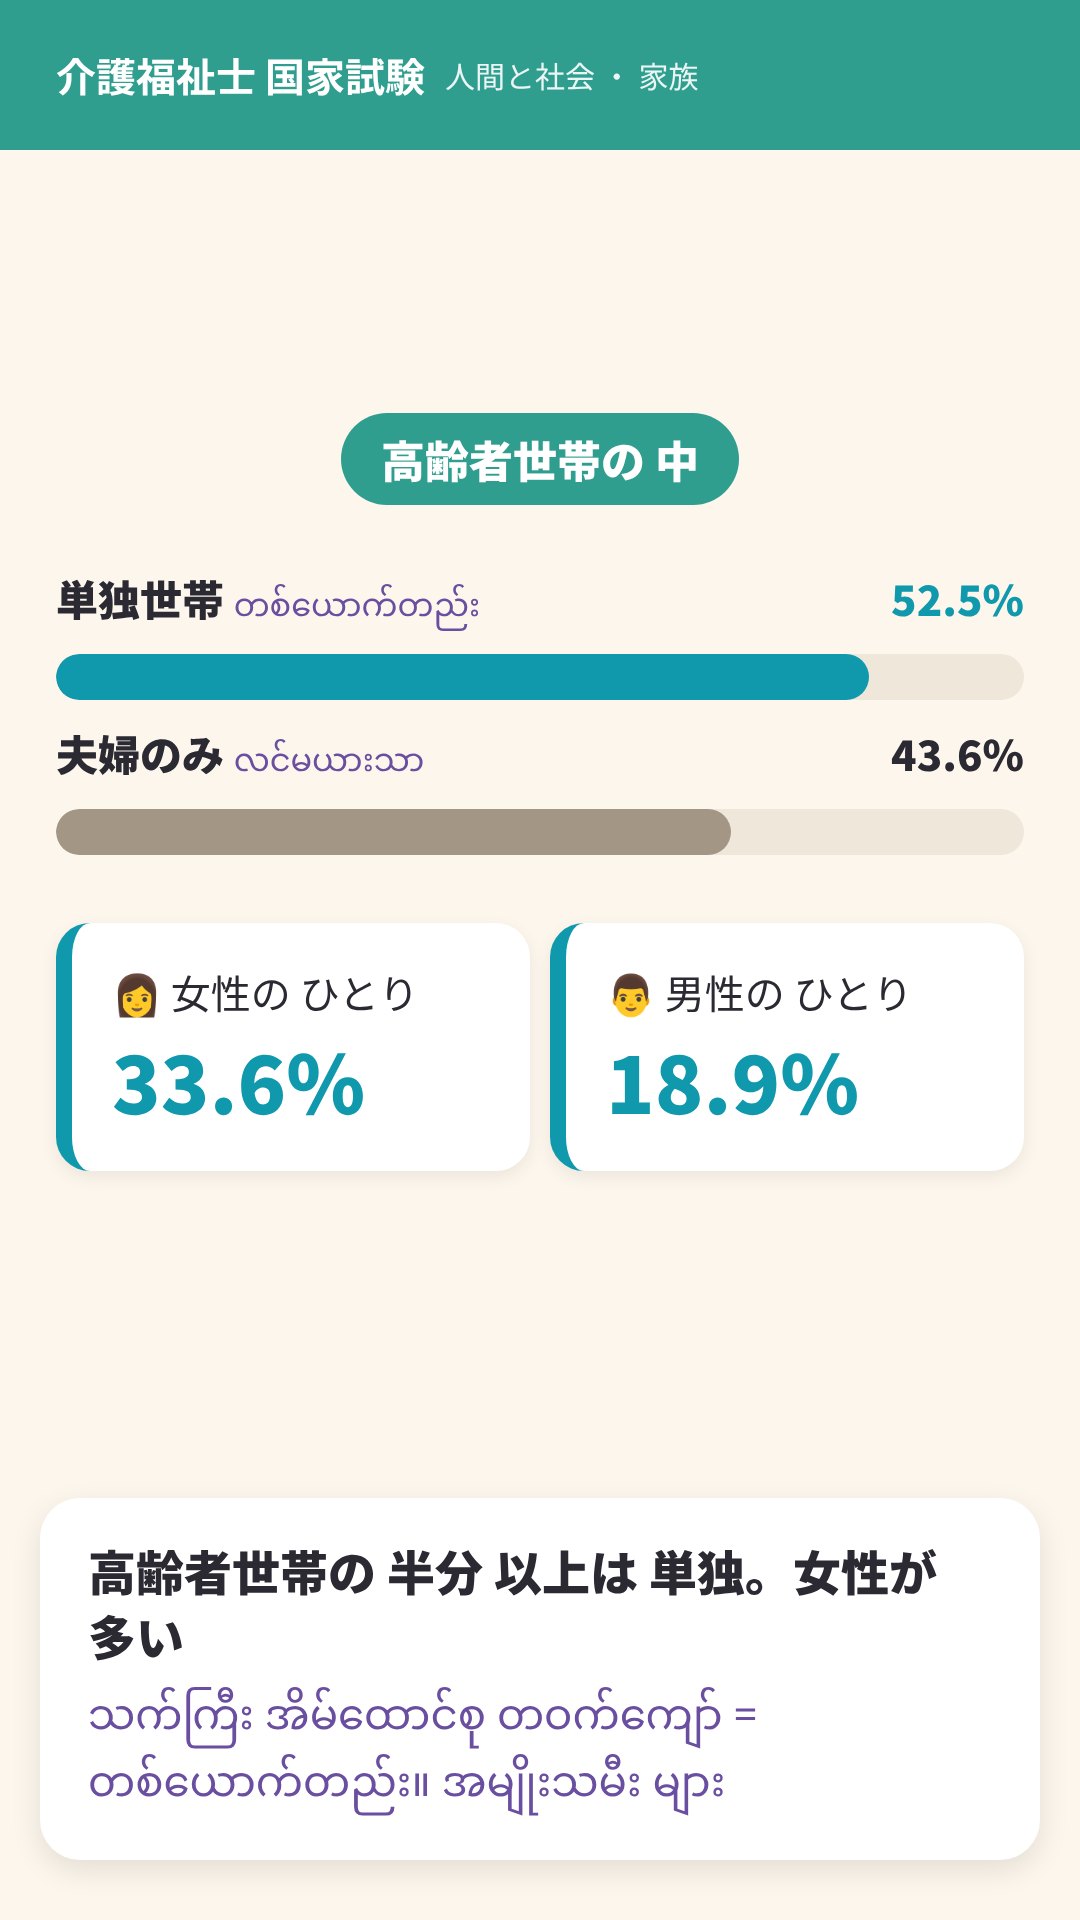 介護福祉士 国家試験 人間と社会 ・ 家族
高齢者世帯の 中
単独世帯 တစ်ယောက်တည်း 52.5%
夫婦のみ လင်မယားသာ 43.6%
👩 女性の ひとり
33.6%
👨 男性の ひとり
18.9%
高齢者世帯の 半分 以上は 単独。女性が
多い
သက်ကြီး အိမ်ထောင်စု တဝက်ကျော် =
တစ်ယောက်တည်း။ အမျိုးသမီး များ